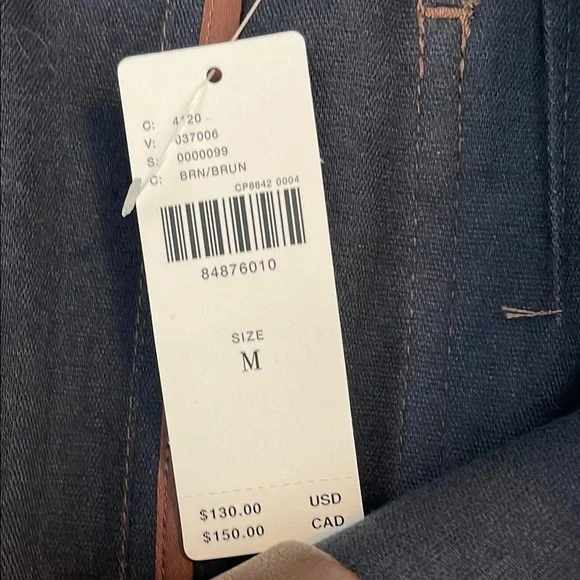 C: 4120
V: 037006
S: 0000099
C: BRN/BRUN
CP8842 0004
84876010
SIZE
M
$130.00 USD
$150.00 CAD